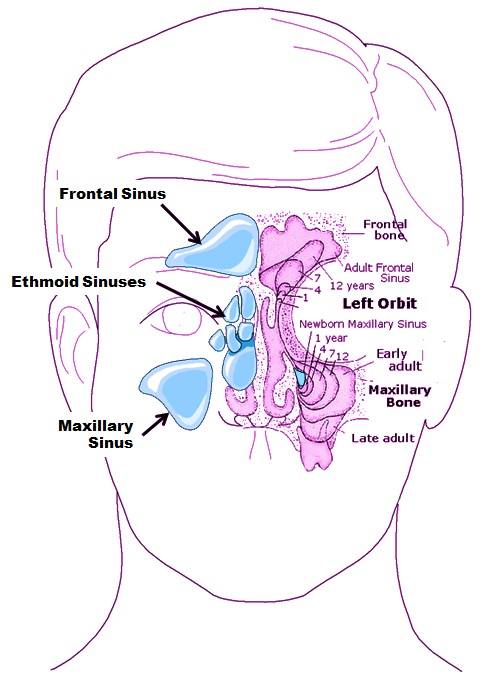 Frontal Sinus
Ethmoid Sinuses
Maxillary
Sinus
Frontal
bone
Adult Frontal
Sinus
12 years
7
4
1
Left Orbit
Newborn Maxillary Sinus
1 year
4
7
12
Early
adult
Maxillary
Bone
Late adult